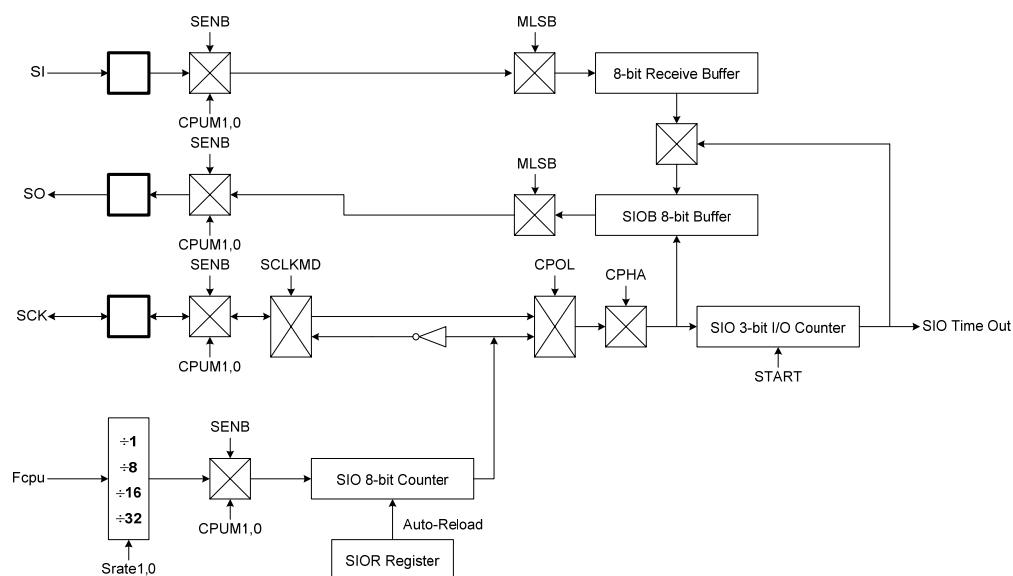 SENB
MLSB
SI
8-bit Receive Buffer
CPUM1,0
SENB
MLSB
SO
SIOB 8-bit Buffer
CPUM1,0
SENB
SCLKMD
CPOL
CPHA
SCK
SIO 3-bit I/O Counter
SIO Time Out
CPUM1,0
START
SENB
÷1
÷8
÷16
÷32
Fcpu
SIO 8-bit Counter
CPUM1,0
Auto-Reload
SIOR Register
Srate1,0